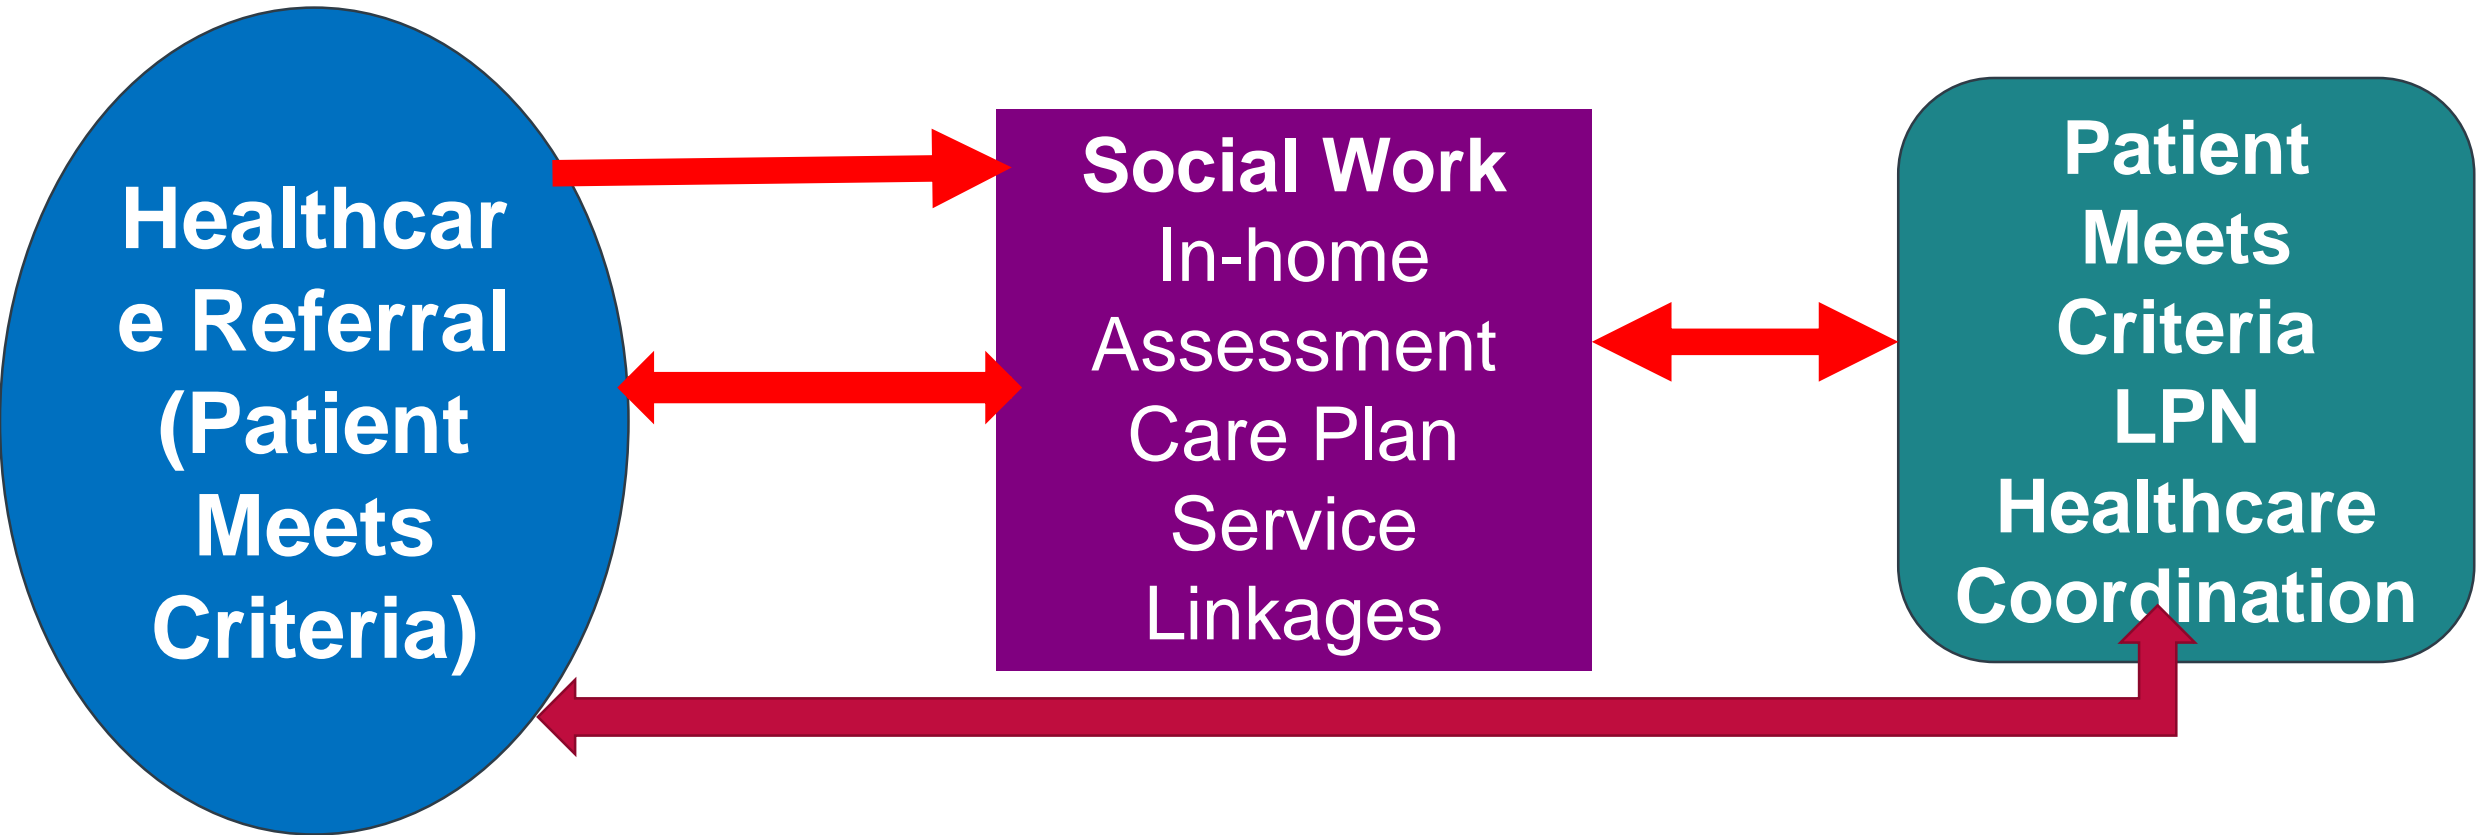 Healthcar
e Referral
(Patient
Meets
Criteria)
Social Work
In-home
Assessment
Care Plan
Service
Linkages
Patient
Meets
Criteria
LPN
Healthcare
Coordination